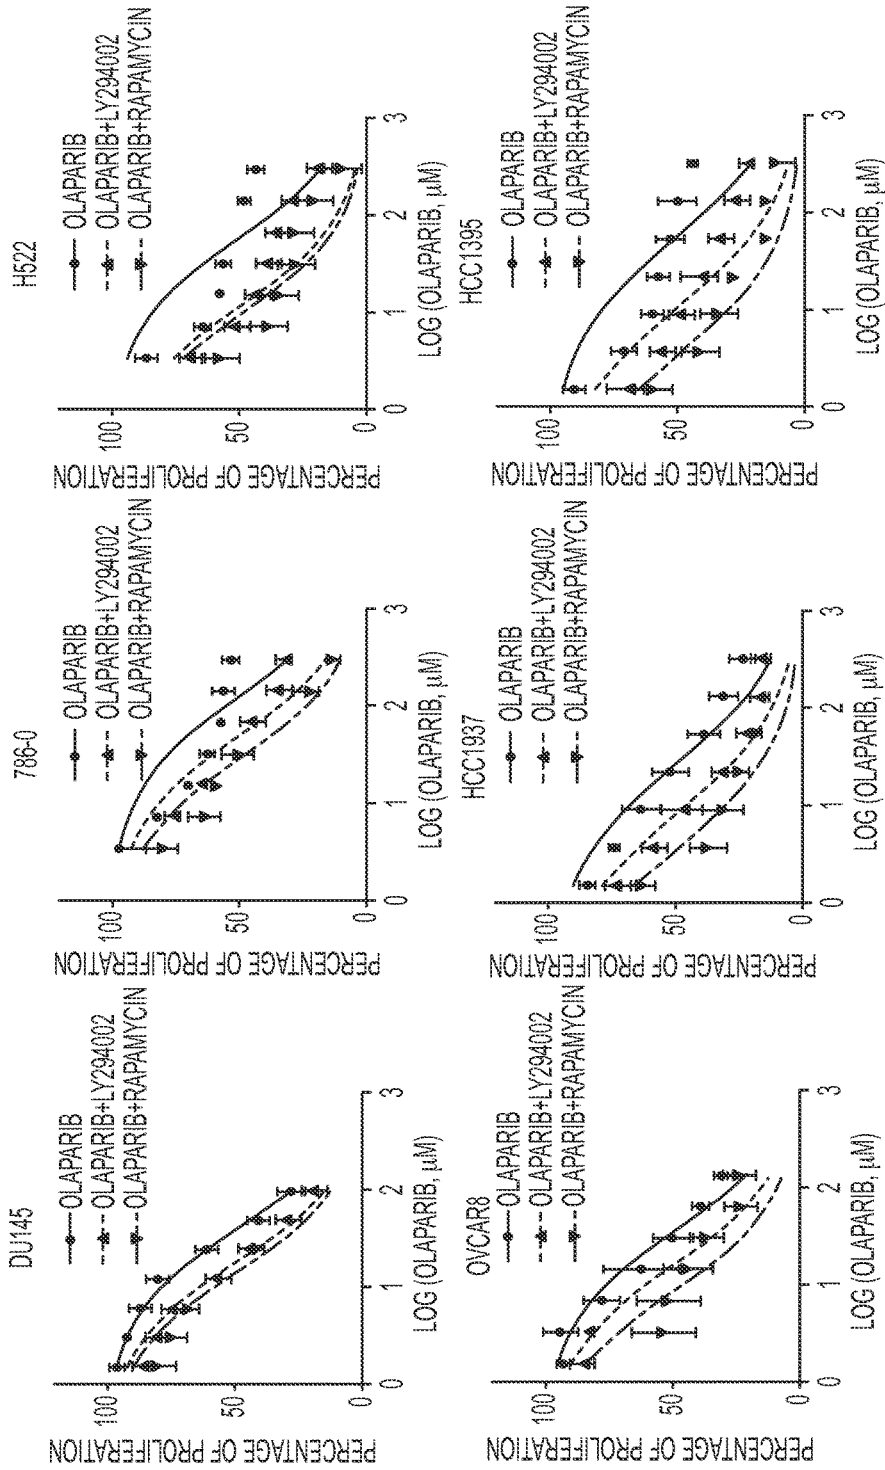 DU145
OLAPARIB
OLAPARIB+LY294002
OLAPARIB+RAPAMYCIN
PERCENTAGE OF PROLIFERATION
100
50
0
0 1 2 3
LOG (OLAPARIB, µM)
786-0
OLAPARIB
OLAPARIB+LY294002
OLAPARIB+RAPAMYCIN
PERCENTAGE OF PROLIFERATION
100
50
0
0 1 2 3
LOG (OLAPARIB, µM)
H522
OLAPARIB
OLAPARIB+LY294002
OLAPARIB+RAPAMYCIN
PERCENTAGE OF PROLIFERATION
100
50
0
0 1 2 3
LOG (OLAPARIB, µM)
OVCAR8
OLAPARIB
OLAPARIB+LY294002
OLAPARIB+RAPAMYCIN
PERCENTAGE OF PROLIFERATION
100
50
0
0 1 2 3
LOG (OLAPARIB, µM)
HCC1937
OLAPARIB
OLAPARIB+LY294002
OLAPARIB+RAPAMYCIN
PERCENTAGE OF PROLIFERATION
100
50
0
0 1 2 3
LOG (OLAPARIB, µM)
HCC1395
OLAPARIB
OLAPARIB+LY294002
OLAPARIB+RAPAMYCIN
PERCENTAGE OF PROLIFERATION
100
50
0
0 1 2 3
LOG (OLAPARIB, µM)